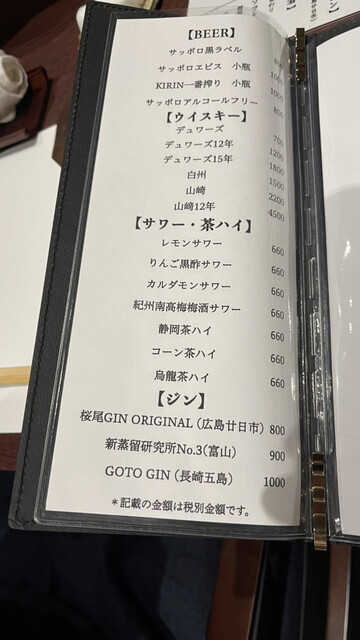 【BEER】
サッポロ黒ラベル 800
サッポロエビス 小瓶 1000
KIRIN一番搾り 小瓶 1000
サッポロアルコールフリー 800
【ウイスキー】
デュワーズ 700
デュワーズ12年 1200
デュワーズ15年 1800
白州 1500
山崎 2200
山崎12年 4500
【サワー・茶ハイ】
レモンサワー 660
りんご黒酢サワー 660
カルダモンサワー 660
紀州南高梅梅酒サワー 660
静岡茶ハイ 660
コーン茶ハイ 660
烏龍茶ハイ 660
【ジン】
桜尾GIN ORIGINAL（広島廿日市）800
新蒸留研究所No.3（富山） 900
GOTO GIN（長崎五島） 1000
＊記載の金額は税別金額です。